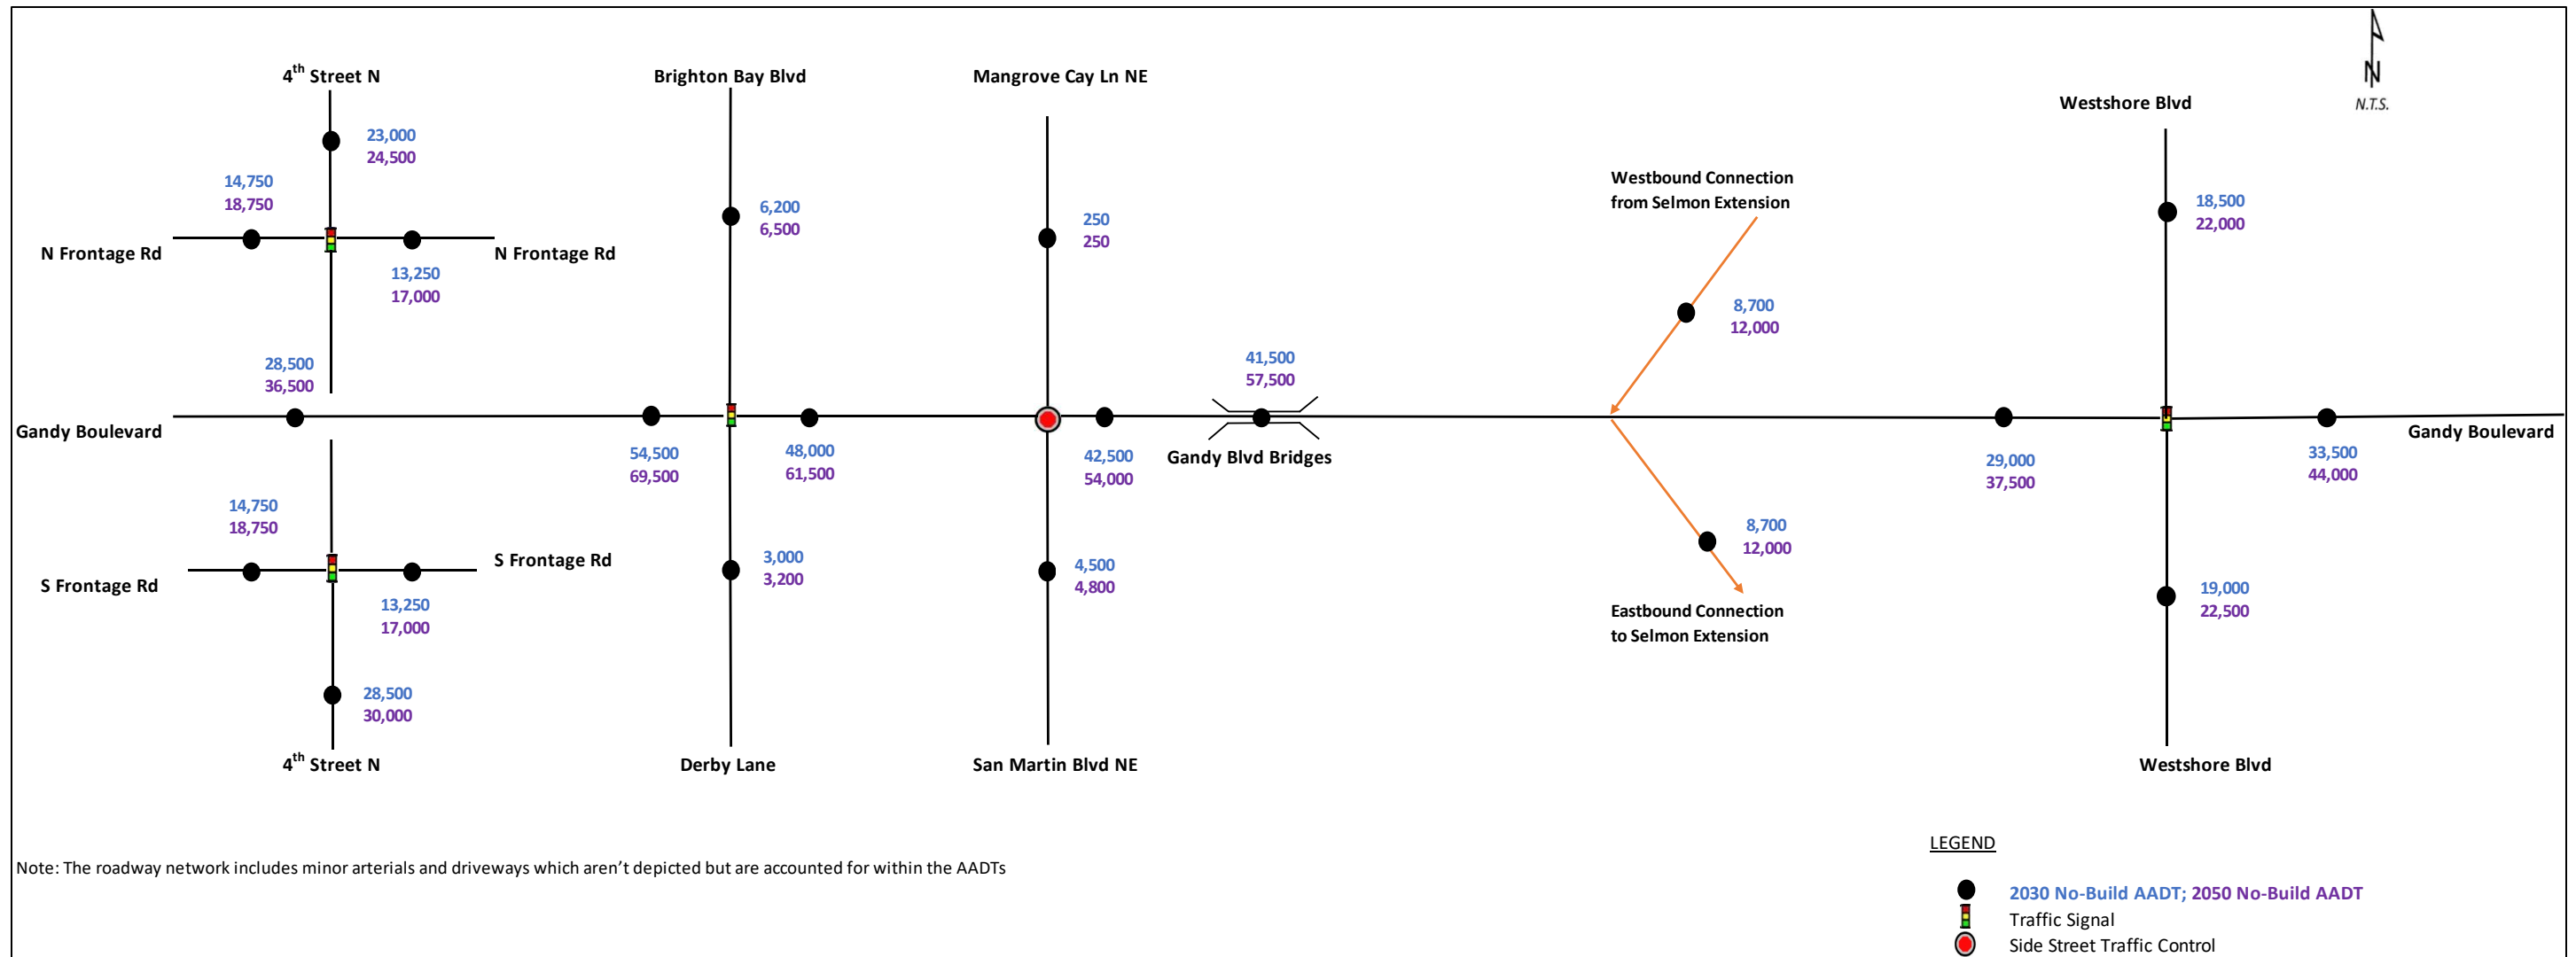 N
N.T.S.
4th Street N
Brighton Bay Blvd
Mangrove Cay Ln NE
Westshore Blvd
23,000
24,500
14,750
18,750
N Frontage Rd
N Frontage Rd
13,250
17,000
6,200
6,500
250
250
Westbound Connection
from Selmon Extension
8,700
12,000
18,500
22,000
28,500
36,500
Gandy Boulevard
54,500
69,500
48,000
61,500
42,500
54,000
41,500
57,500
Gandy Blvd Bridges
29,000
37,500
33,500
44,000
Gandy Boulevard
14,750
18,750
S Frontage Rd
S Frontage Rd
13,250
17,000
28,500
30,000
4th Street N
3,000
3,200
Derby Lane
4,500
4,800
San Martin Blvd NE
8,700
12,000
Eastbound Connection
to Selmon Extension
19,000
22,500
Westshore Blvd
Note: The roadway network includes minor arterials and driveways which aren't depicted but are accounted for within the AADTs
LEGEND
2030 No-Build AADT; 2050 No-Build AADT
Traffic Signal
Side Street Traffic Control